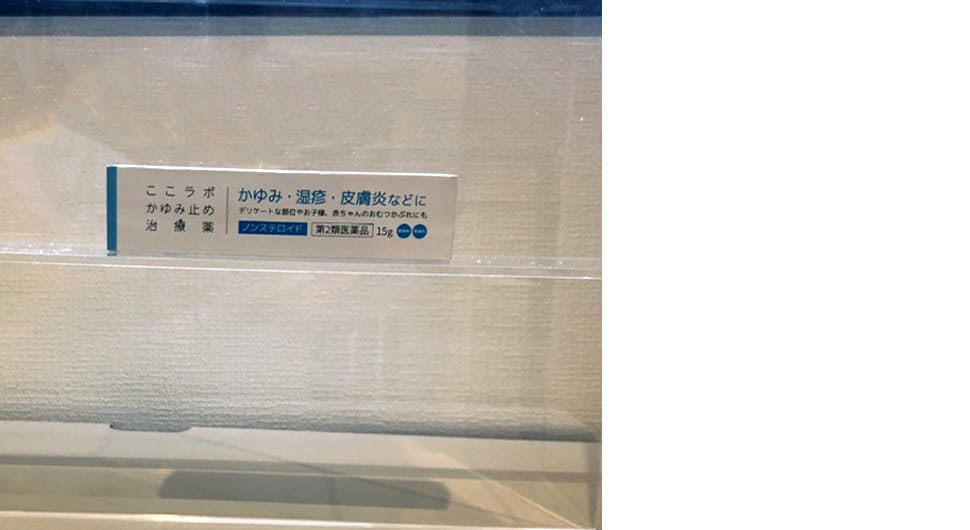 ここラボ
かゆみ止め
治療薬
かゆみ・湿疹・皮膚炎などに
デリケートな部位やお子様、赤ちゃんのおむつかぶれにも
ノンステロイド 第2類医薬品 15g